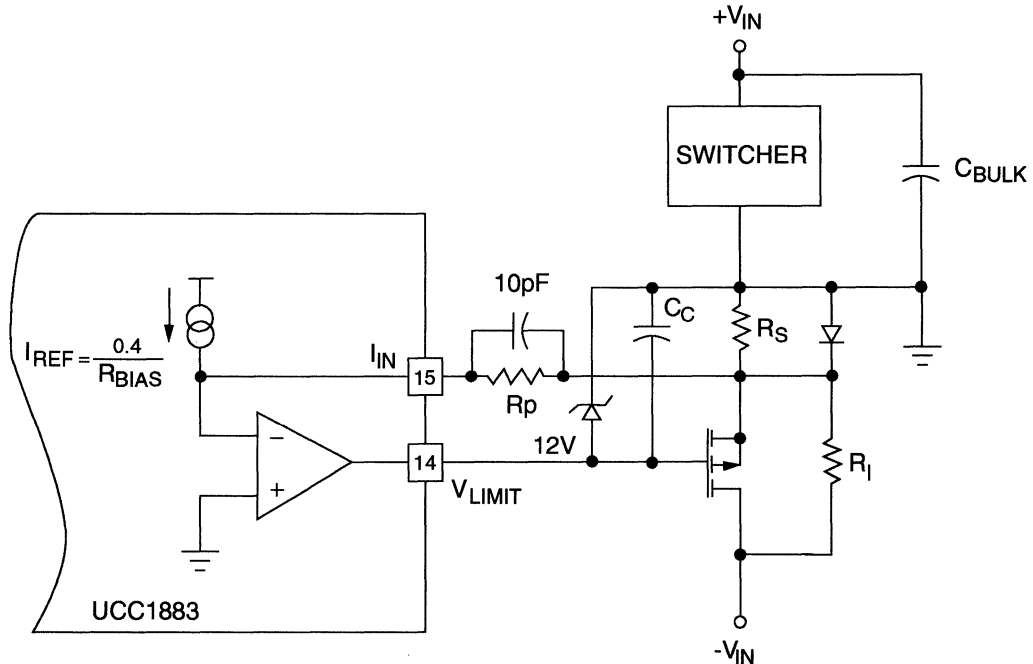 +VIN
SWITCHER
CBULK
10pF
CC
RS
IREF = 0.4
RBIAS
IIN
15
Rp
12V
14
VLIMIT
RI
−
+
UCC1883
-VIN